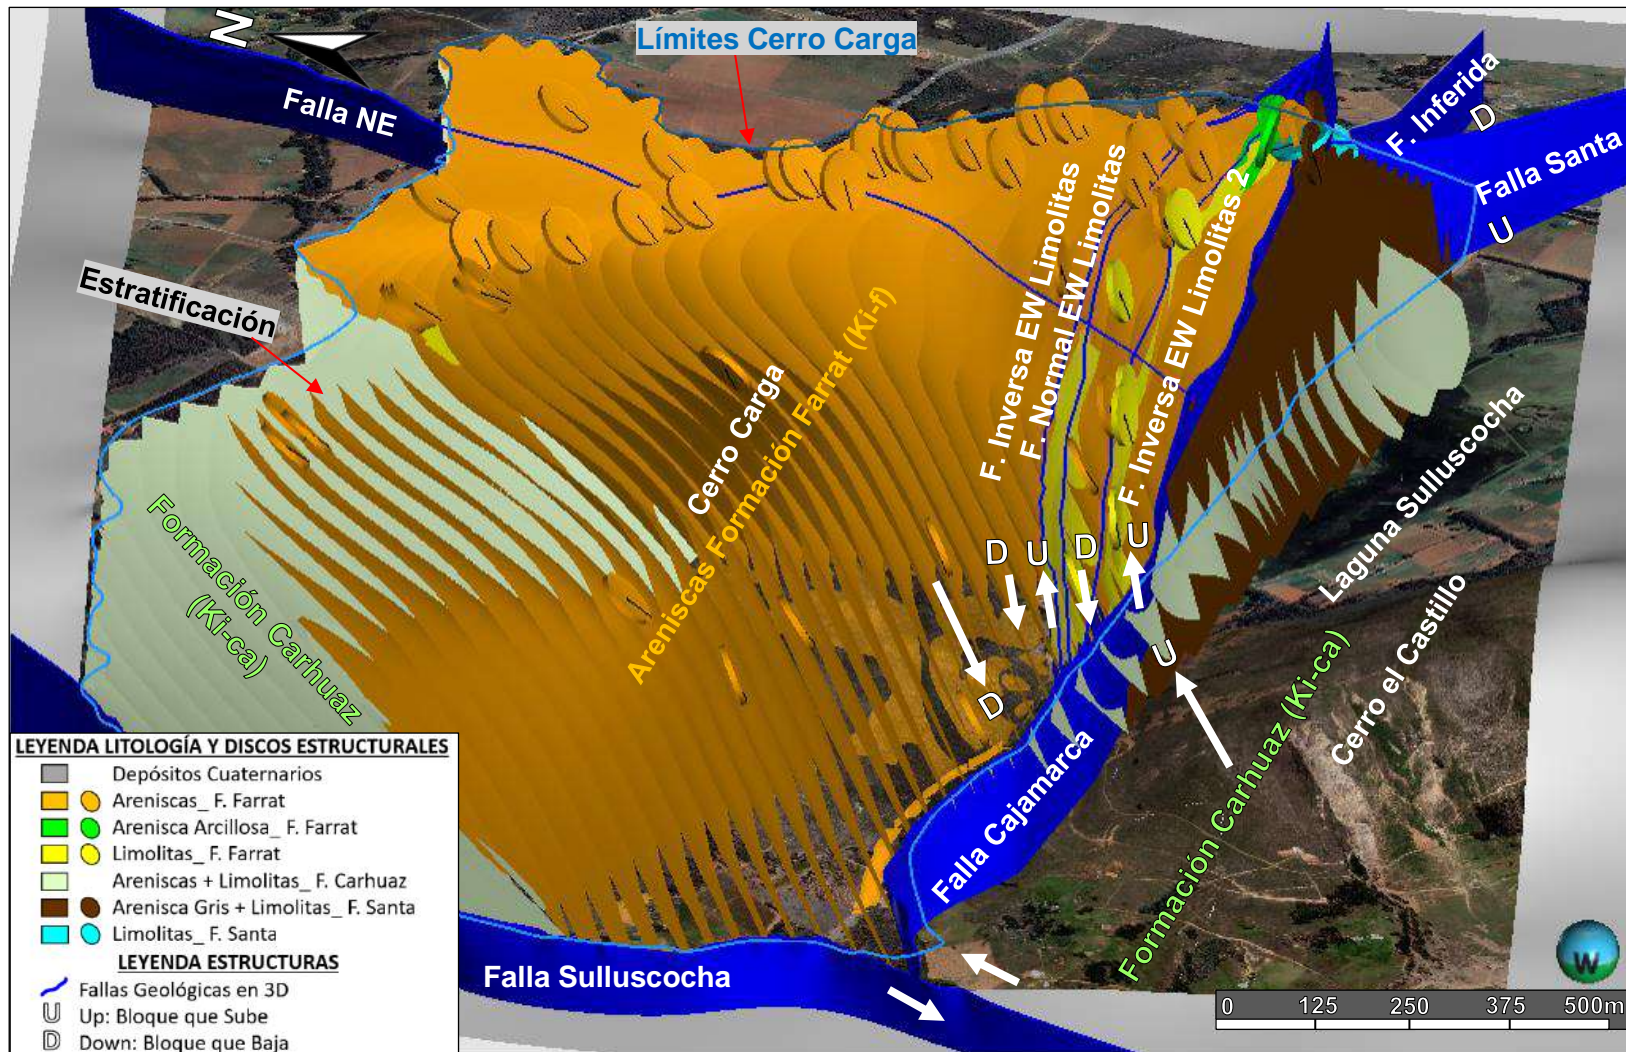 N
Límites Cerro Carga
Falla NE
F. Inferida
D
Falla Santa
U
Estratificación
F. Inversa EW Limolitas
F. Normal EW Limolitas
F. Inversa EW Limolitas 2
Cerro Carga
Areniscas Formación Farrat (Ki-f)
Formación Carhuaz
(Ki-ca)
D
U
D
U
D
U
Laguna Sulluscocha
Cerro el Castillo
Formación Carhuaz (Ki-ca)
Falla Cajamarca
Falla Sulluscocha
LEYENDA LITOLOGÍA Y DISCOS ESTRUCTURALES
Depósitos Cuaternarios
Areniscas_ F. Farrat
Arenisca Arcillosa_ F. Farrat
Limolitas_ F. Farrat
Areniscas + Limolitas_ F. Carhuaz
Arenisca Gris + Limolitas_ F. Santa
Limolitas_ F. Santa
LEYENDA ESTRUCTURAS
Fallas Geológicas en 3D
U Up: Bloque que Sube
D Down: Bloque que Baja
W
0 125 250 375 500m